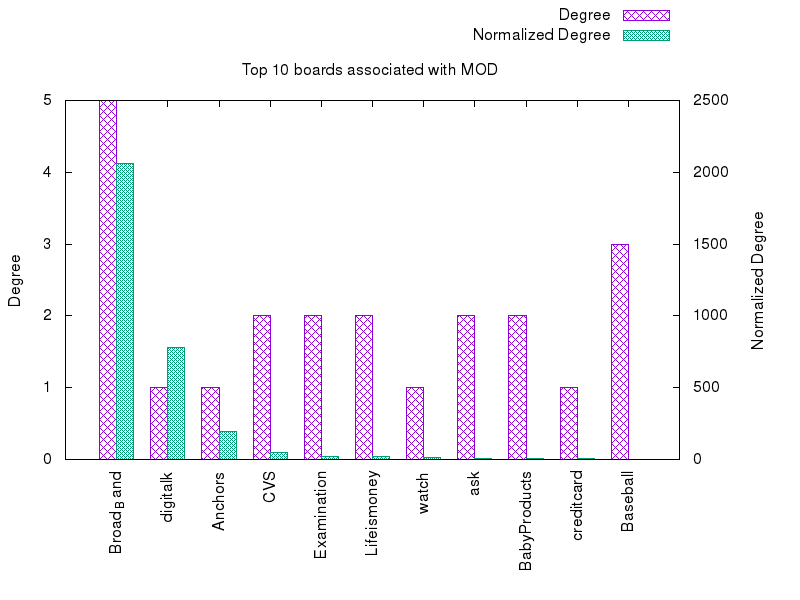 Degree
Normalized Degree
Top 10 boards associated with MOD
5
4
3
2
1
0
Degree
2500
2000
1500
1000
500
0
Normalized Degree
Broad_B and
digitalk
Anchors
CVS
Examination
Lifeismoney
watch
ask
BabyProducts
creditcard
Baseball